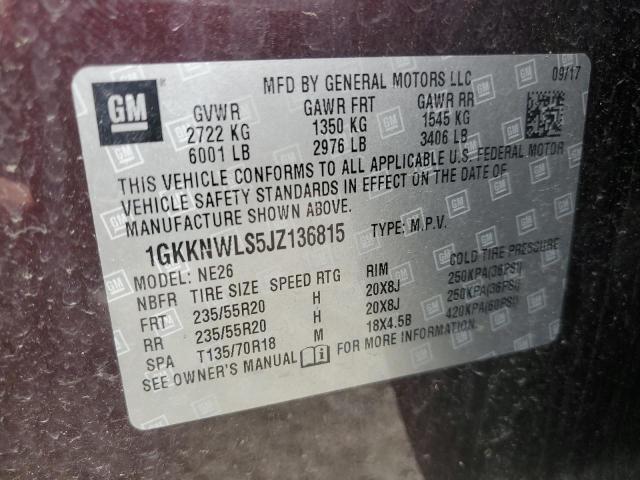 GM
MFD BY GENERAL MOTORS LLC
09/17
GVWR GAWR FRT GAWR RR
2722 KG 1350 KG 1545 KG
6001 LB 2976 LB 3406 LB
THIS VEHICLE CONFORMS TO ALL APPLICABLE U.S. FEDERAL MOTOR
VEHICLE SAFETY STANDARDS IN EFFECT ON THE DATE OF
MANUFACTURE SHOWN ABOVE.
1GKKNWLS5JZ136815 TYPE: M.P.V.
MODEL: NE26
NBFR TIRE SIZE SPEED RTG RIM COLD TIRE PRESSURE
FRT 235/55R20 H 20X8J 250KPA(36PSI)
RR 235/55R20 H 20X8J 250KPA(36PSI)
SPA T135/70R18 M 18X4.5B 420KPA(60PSI)
SEE OWNER'S MANUAL FOR MORE INFORMATION.